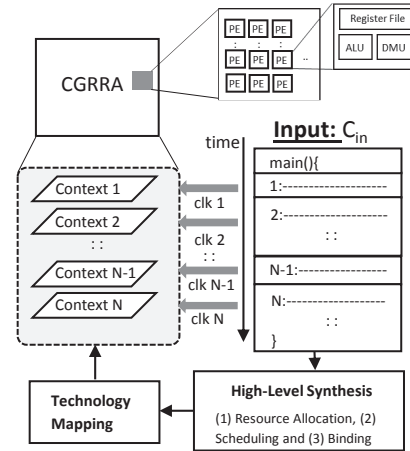 CGRRA
PE PE PE
: : :
PE PE PE ..
PE PE PE
Register File
ALU DMU
time
Input: C_in
main(){
1:--------------------
2:--------------------
: :
N-1:-----------------
N:--------------------
: :
}
Context 1
Context 2
: :
Context N-1
Context N
clk 1
clk 2
: :
clk N-1
clk N
Technology
Mapping
High-Level Synthesis
(1) Resource Allocation, (2)
Scheduling and (3) Binding